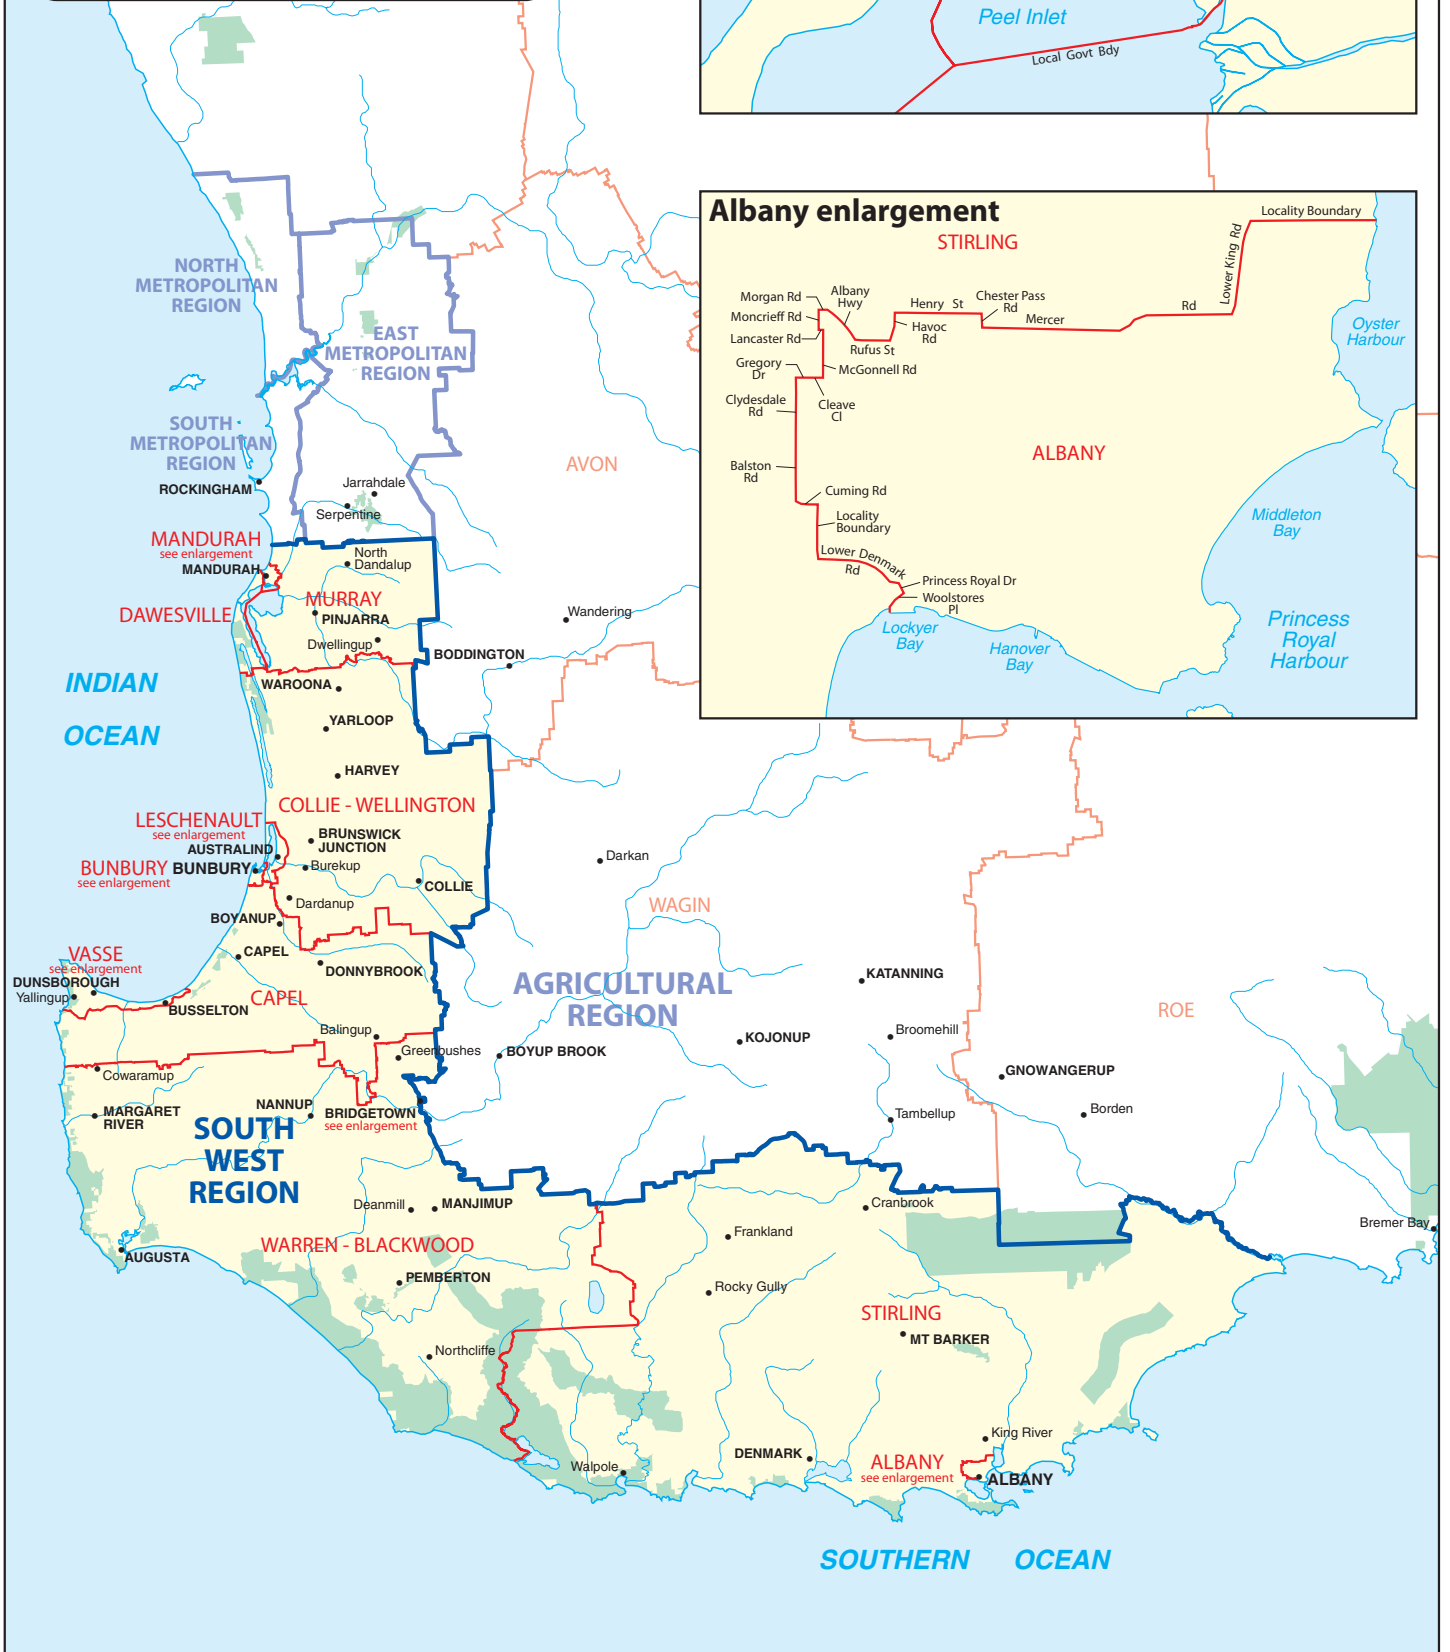 Peel Inlet
Local Govt Bdy
Albany enlargement
STIRLING
Locality Boundary
Lower King Rd
Morgan Rd
Albany
Hwy
Moncrieff Rd
Lancaster Rd
Henry St
Chester Pass
Rd
Mercer
Rd
Havoc
Rd
Rufus St
Gregory
Dr
McGonnell Rd
Clydesdale
Rd
Cleave
Cl
Balston
Rd
Cuming Rd
Locality
Boundary
Lower Denmark
Rd
Princess Royal Dr
Woolstores
Pl
ALBANY
Oyster
Harbour
Middleton
Bay
Lockyer
Bay
Hanover
Bay
Princess
Royal
Harbour
NORTH
METROPOLITAN
REGION
EAST
METROPOLITAN
REGION
SOUTH
METROPOLITAN
REGION
AVON
ROCKINGHAM
Jarrahdale
Serpentine
MANDURAH
see enlargement
MANDURAH
North
Dandalup
MURRAY
DAWESVILLE
PINJARRA
Dwellingup
Wandering
BODDINGTON
INDIAN
OCEAN
WAROONA
YARLOOP
HARVEY
COLLIE - WELLINGTON
LESCHENAULT
see enlargement
AUSTRALIND
BRUNSWICK
JUNCTION
BUNBURY
see enlargement
BUNBURY
Burekup
COLLIE
Dardanup
BOYANUP
Darkan
WAGIN
VASSE
see enlargement
DUNSBOROUGH
Yallingup
CAPEL
DONNYBROOK
CAPEL
BUSSELTON
AGRICULTURAL
REGION
KATANNING
ROE
Balingup
Greenbushes
BOYUP BROOK
KOJONUP
Broomehill
GNOWANGERUP
Cowaramup
MARGARET
RIVER
NANNUP
BRIDGETOWN
see enlargement
Tambellup
Borden
SOUTH
WEST
REGION
Deanmill
MANJIMUP
Cranbrook
Bremer Bay
Frankland
AUGUSTA
WARREN - BLACKWOOD
PEMBERTON
Rocky Gully
STIRLING
MT BARKER
Northcliffe
King River
DENMARK
ALBANY
see enlargement
ALBANY
Walpole
SOUTHERN OCEAN